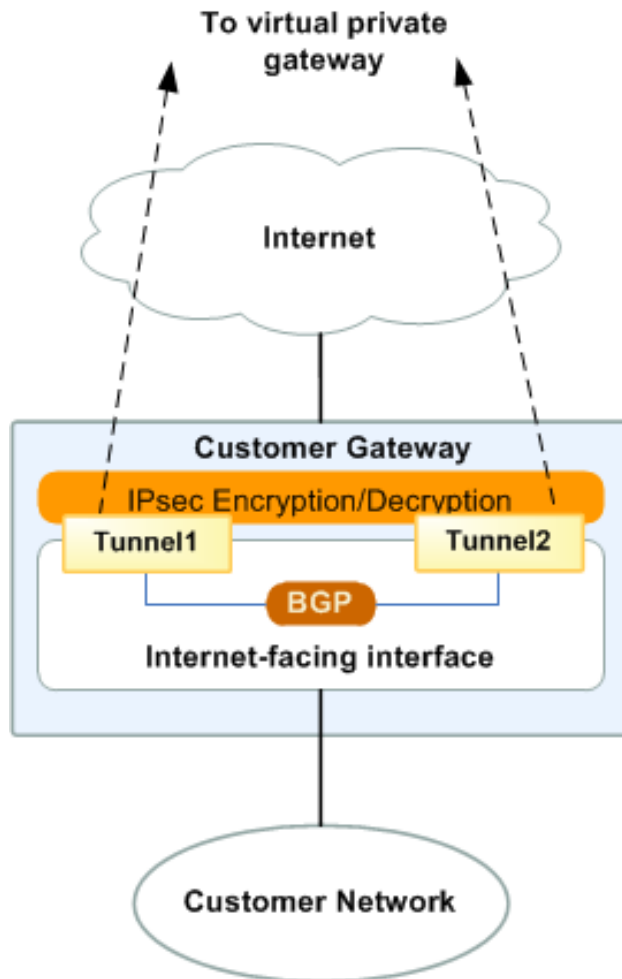 To virtual private
gateway
Internet
Customer Gateway
IPsec Encryption/Decryption
Tunnel1
Tunnel2
BGP
Internet-facing interface
Customer Network